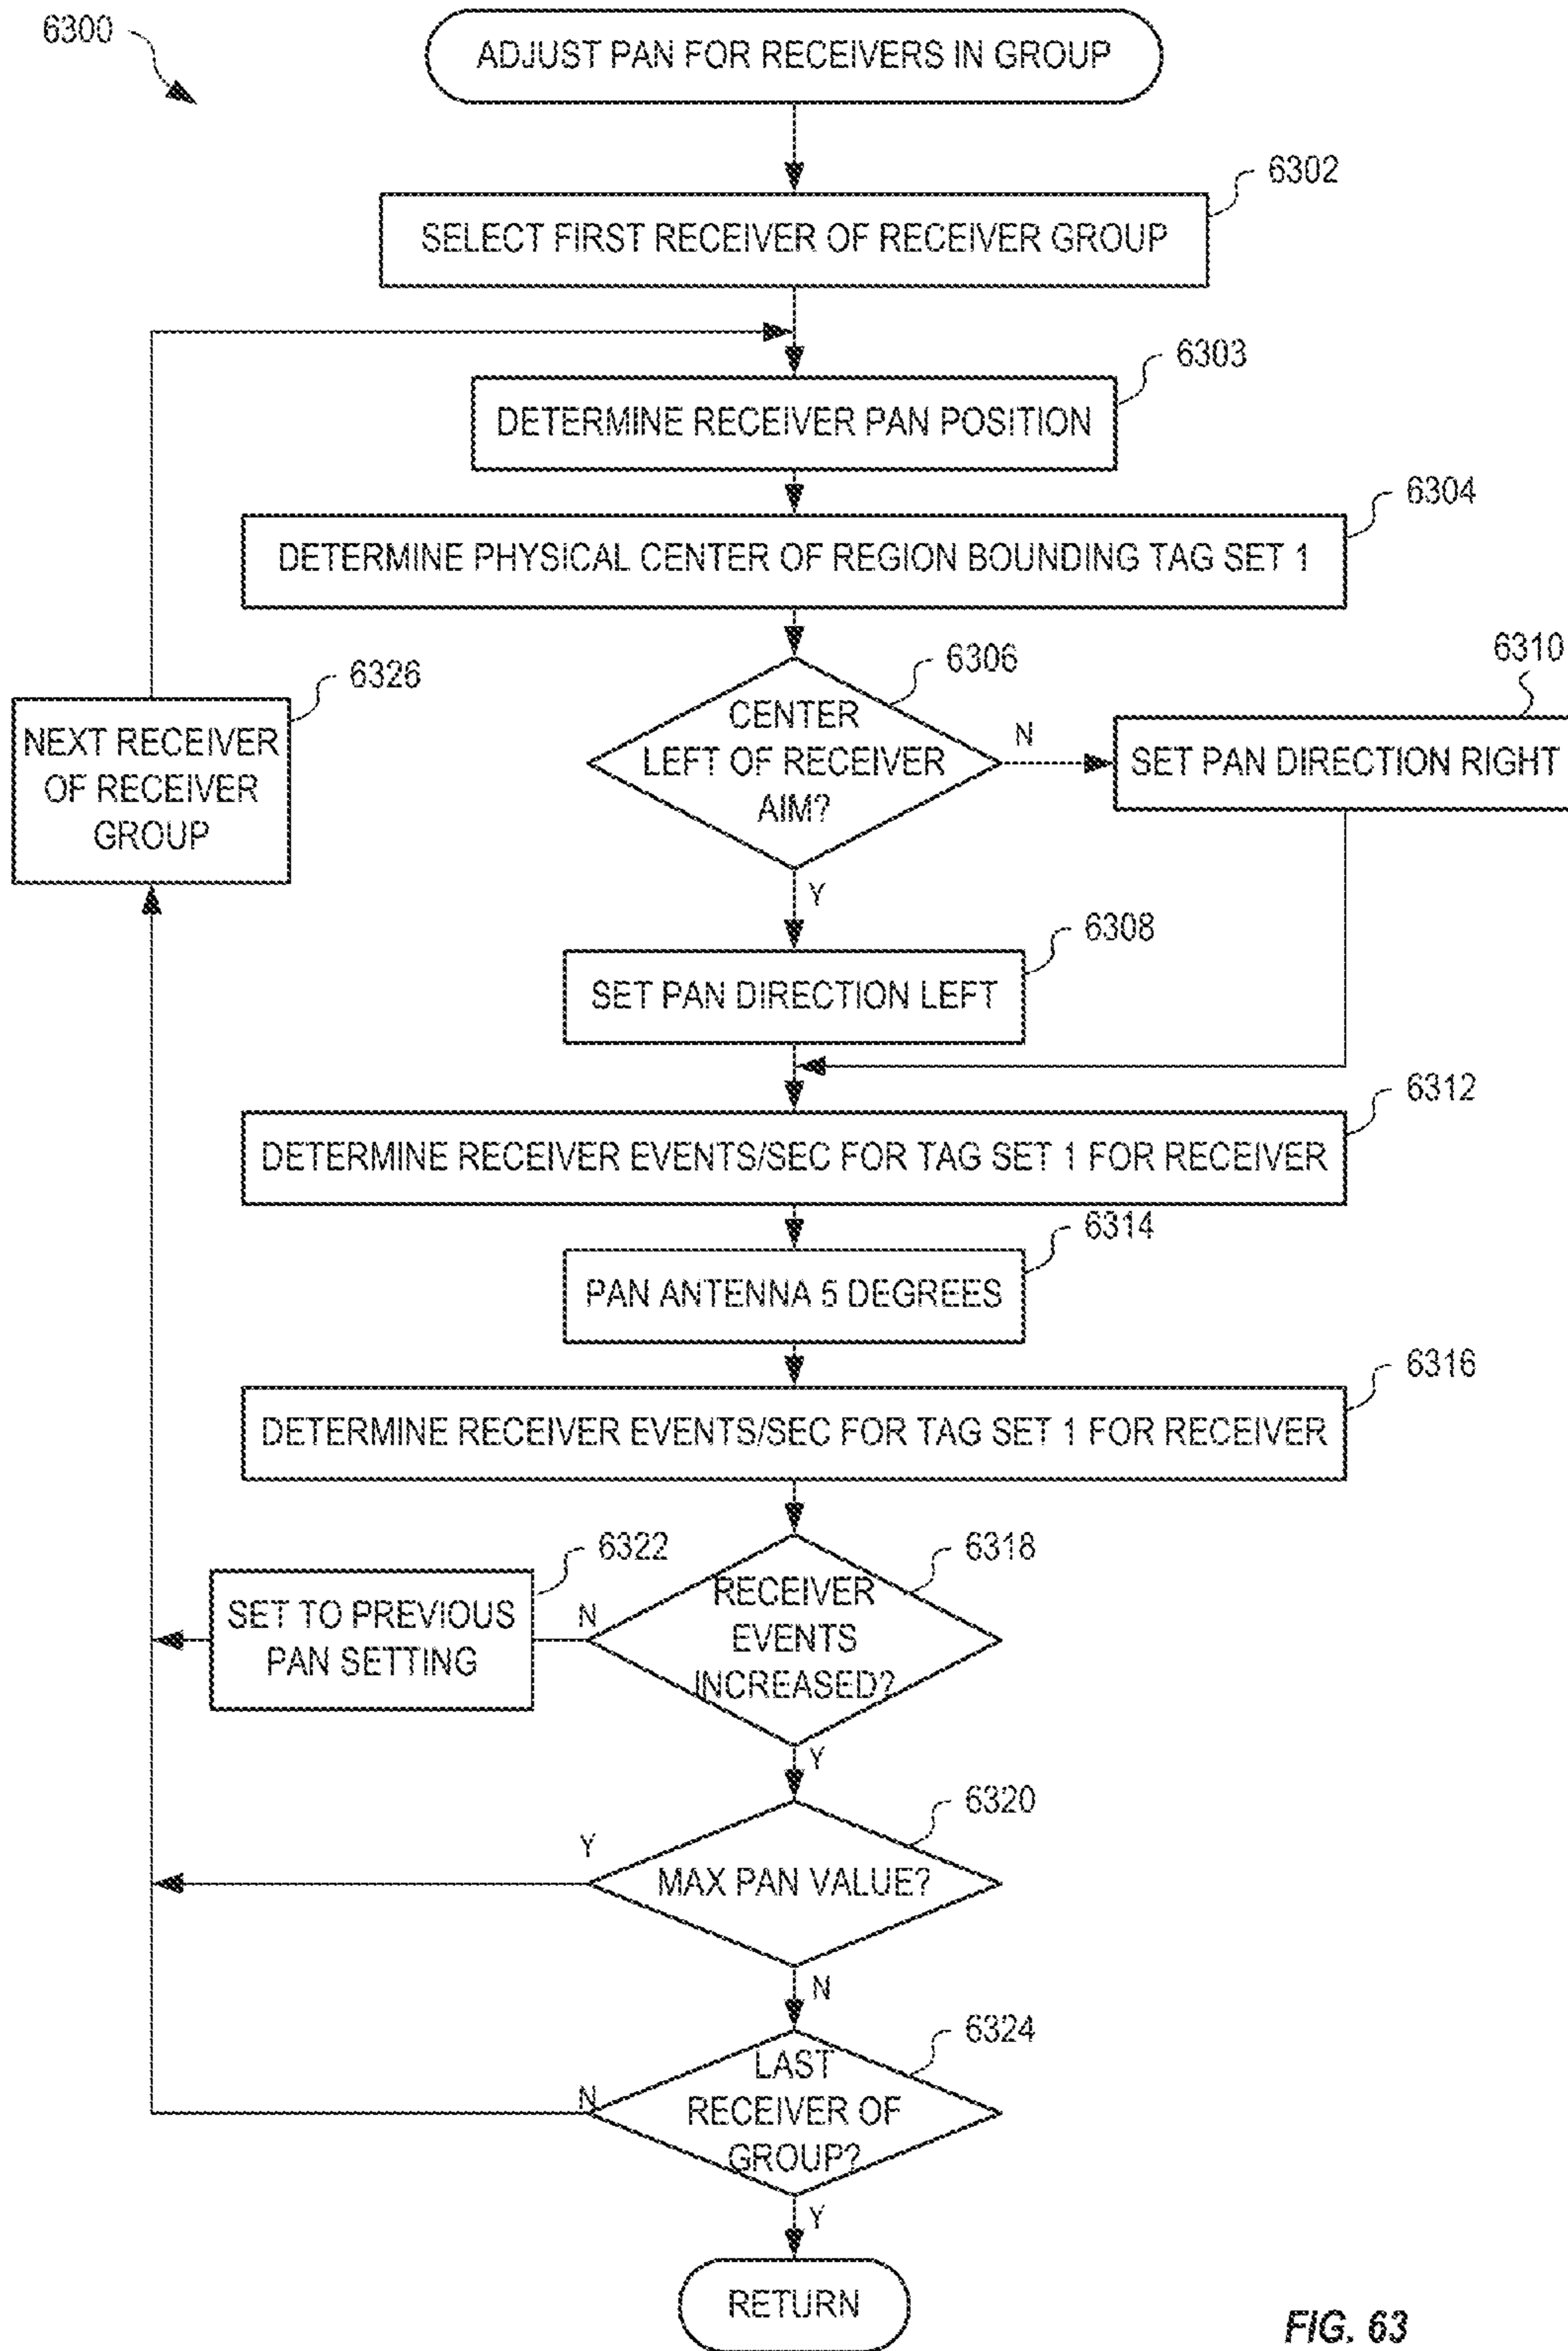 6300
ADJUST PAN FOR RECEIVERS IN GROUP
6302
SELECT FIRST RECEIVER OF RECEIVER GROUP
6303
DETERMINE RECEIVER PAN POSITION
6304
DETERMINE PHYSICAL CENTER OF REGION BOUNDING TAG SET 1
6306
CENTER
LEFT OF RECEIVER
AIM?
N
6310
SET PAN DIRECTION RIGHT
6326
NEXT RECEIVER
OF RECEIVER
GROUP
Y
6308
SET PAN DIRECTION LEFT
6312
DETERMINE RECEIVER EVENTS/SEC FOR TAG SET 1 FOR RECEIVER
6314
PAN ANTENNA 5 DEGREES
6316
DETERMINE RECEIVER EVENTS/SEC FOR TAG SET 1 FOR RECEIVER
6318
RECEIVER
EVENTS
INCREASED?
N
6322
SET TO PREVIOUS
PAN SETTING
Y
6320
MAX PAN VALUE?
Y
N
6324
LAST
RECEIVER OF
GROUP?
N
Y
RETURN
FIG. 63